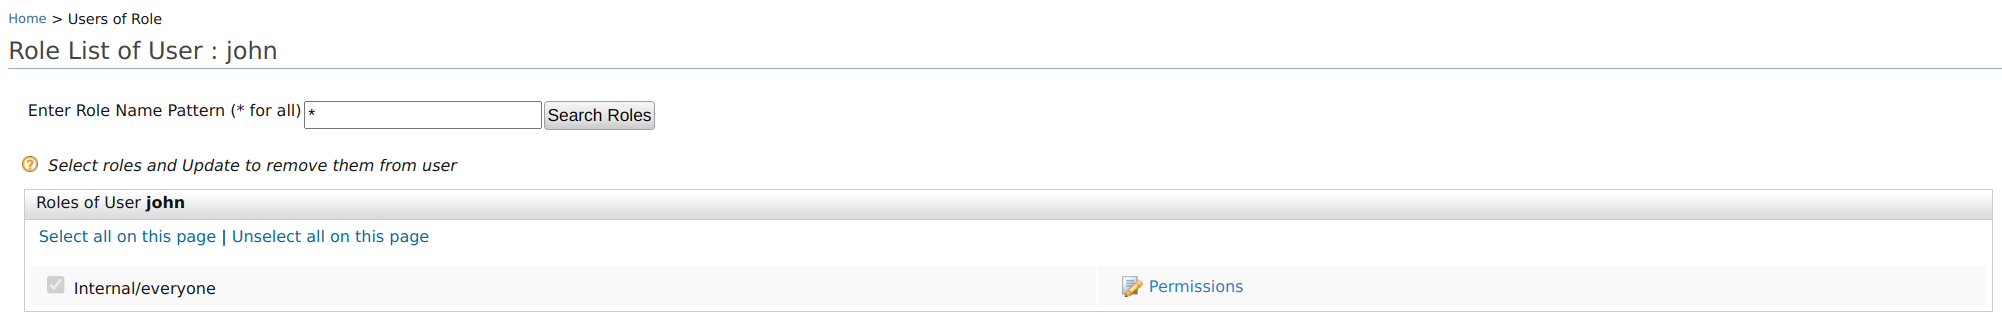 Home > Users of Role
Role List of User : john
Enter Role Name Pattern (* for all) * Search Roles
Select roles and Update to remove them from user
Roles of User john
Select all on this page | Unselect all on this page
Internal/everyone Permissions